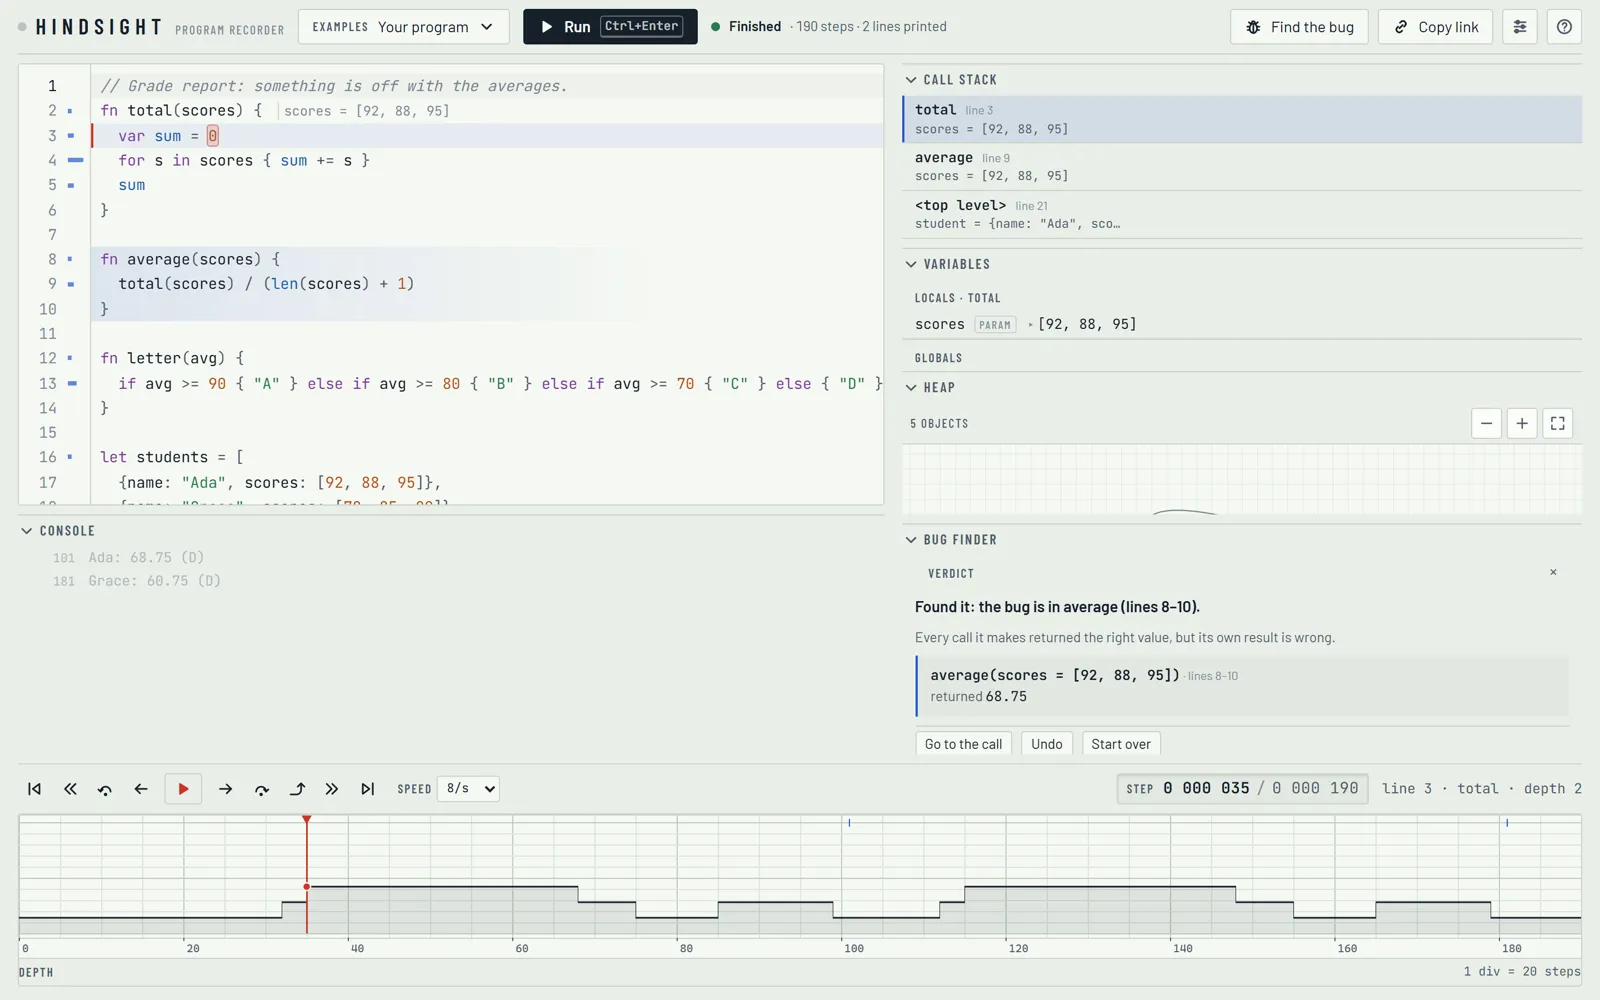 HINDSIGHT PROGRAM RECORDER
EXAMPLES Your program
Run Ctrl+Enter
Finished · 190 steps · 2 lines printed
Find the bug
Copy link
1 // Grade report: something is off with the averages.
2 fn total(scores) { scores = [92, 88, 95]
3 var sum = 0
4 for s in scores { sum += s }
5 sum
6 }
7
8 fn average(scores) {
9 total(scores) / (len(scores) + 1)
10 }
11
12 fn letter(avg) {
13 if avg >= 90 { "A" } else if avg >= 80 { "B" } else if avg >= 70 { "C" } else { "D" }
14 }
15
16 let students = [
17 {name: "Ada", scores: [92, 88, 95]},
CONSOLE
101 Ada: 68.75 (D)
181 Grace: 60.75 (D)
CALL STACK
total line 3
scores = [92, 88, 95]
average line 9
scores = [92, 88, 95]
<top level> line 21
student = {name: "Ada", sco…
VARIABLES
LOCALS · TOTAL
scores PARAM ▸ [92, 88, 95]
GLOBALS
HEAP
5 OBJECTS
BUG FINDER
VERDICT ×
Found it: the bug is in average (lines 8–10).
Every call it makes returned the right value, but its own result is wrong.
average(scores = [92, 88, 95]) · lines 8–10
returned 68.75
Go to the call
Undo
Start over
SPEED 8/s
STEP 0 000 035 / 0 000 190
line 3 · total · depth 2
0 20 40 60 80 100 120 140 160 180
DEPTH
1 div = 20 steps